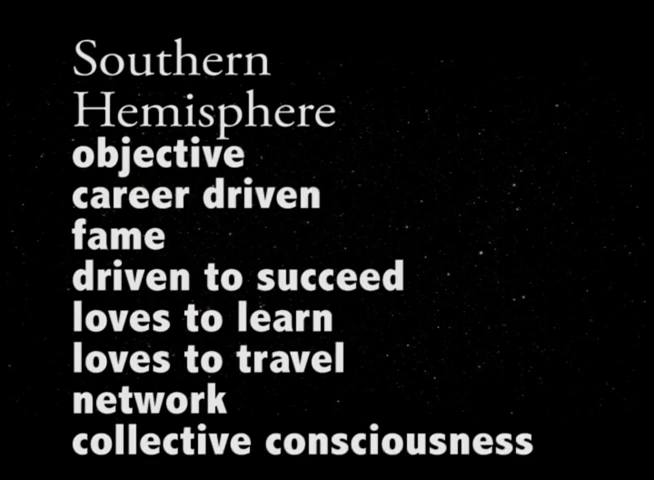 Southern
Hemisphere
objective
career driven
fame
driven to succeed
loves to learn
loves to travel
network
collective consciousness